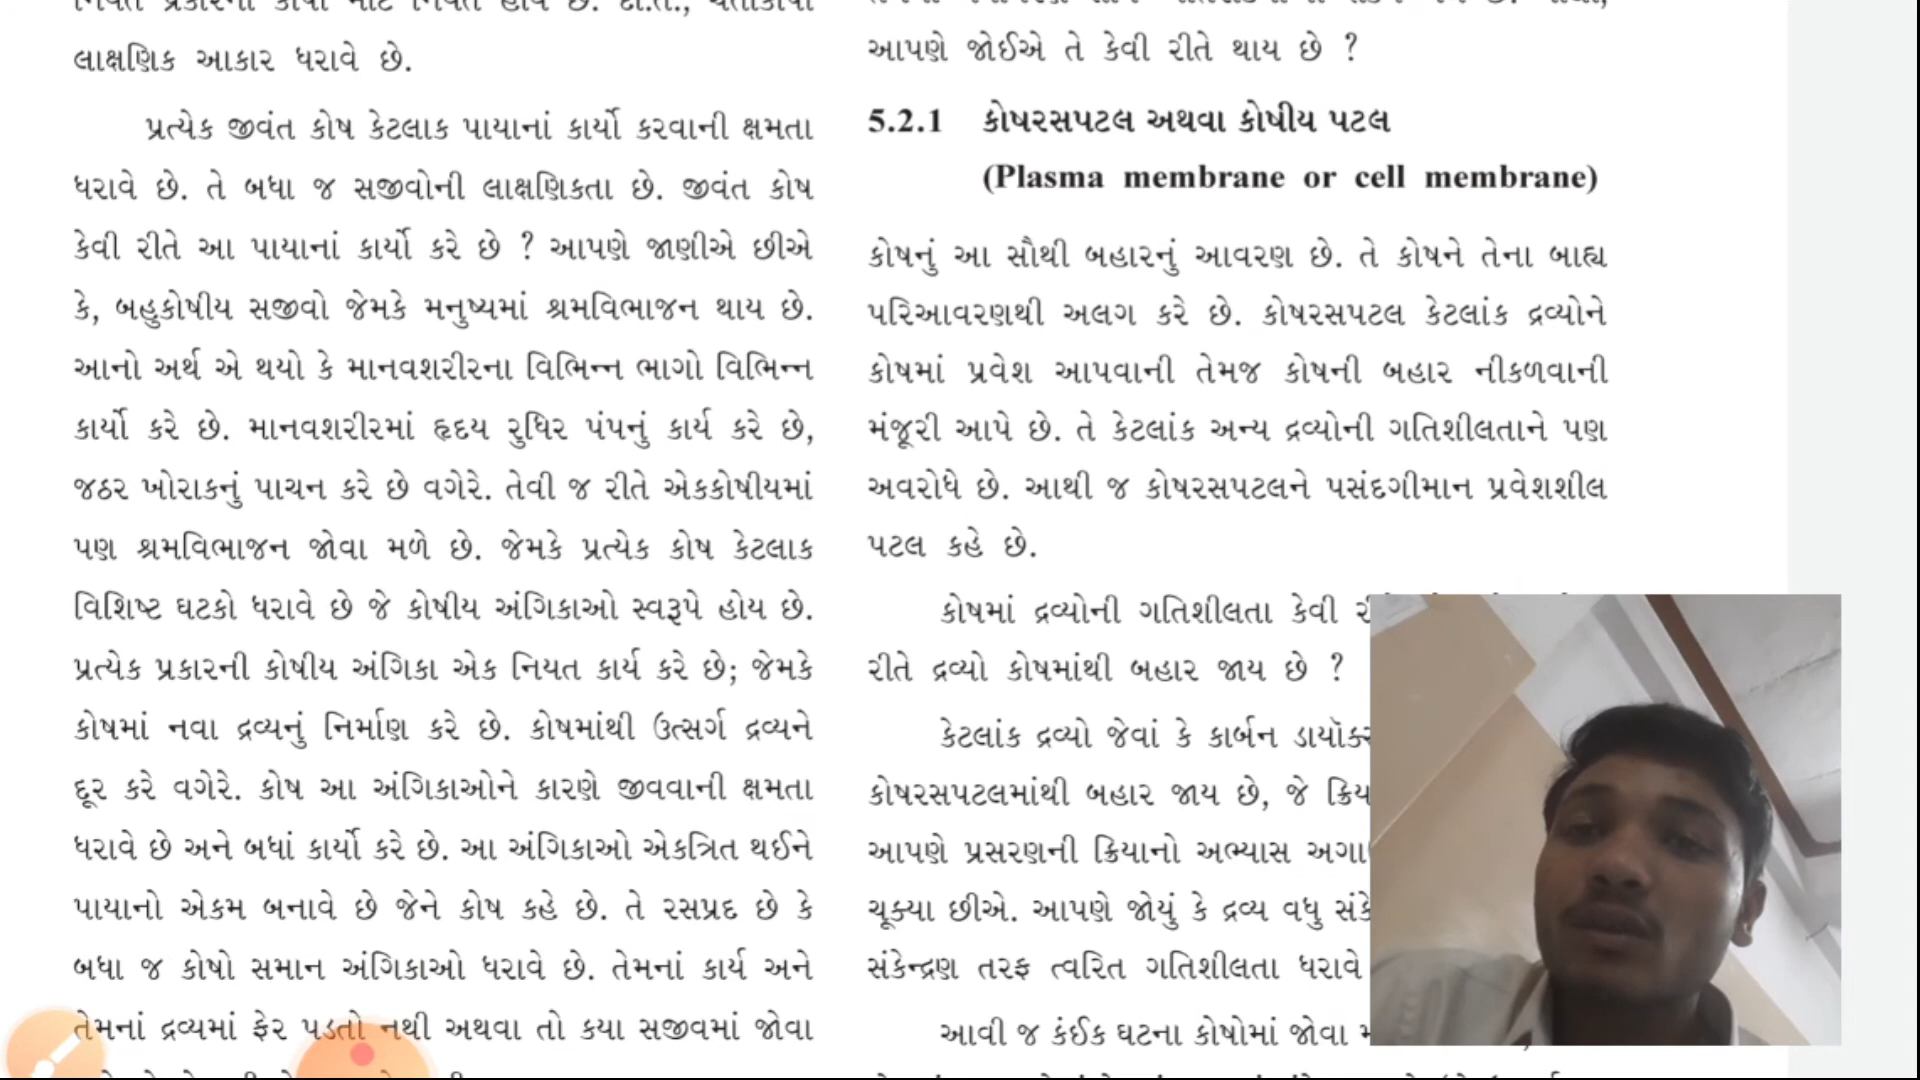 લાક્ષણિક આકાર ધરાવે છે.
પ્રત્યેક જીવંત કોષ કેટલાક પાયાનાં કાર્યો કરવાની ક્ષમતા
ધરાવે છે. તે બધા જ સજીવોની લાક્ષણિકતા છે. જીવંત કોષ
કેવી રીતે આ પાયાનાં કાર્યો કરે છે ? આપણે જાણીએ છીએ
કે, બહુકોષીય સજીવો જેમકે મનુષ્યમાં શ્રમવિભાજન થાય છે.
આનો અર્થ એ થયો કે માનવશરીરના વિભિન્ન ભાગો વિભિન્ન
કાર્યો કરે છે. માનવશરીરમાં હૃદય રુધિર પંપનું કાર્ય કરે છે,
જઠર ખોરાકનું પાચન કરે છે વગેરે. તેવી જ રીતે એકકોષીયમાં
પણ શ્રમવિભાજન જોવા મળે છે. જેમકે પ્રત્યેક કોષ કેટલાક
વિશિષ્ટ ઘટકો ધરાવે છે જે કોષીય અંગિકાઓ સ્વરૂપે હોય છે.
પ્રત્યેક પ્રકારની કોષીય અંગિકા એક નિયત કાર્ય કરે છે; જેમકે
કોષમાં નવા દ્રવ્યનું નિર્માણ કરે છે. કોષમાંથી ઉત્સર્ગ દ્રવ્યને
દૂર કરે વગેરે. કોષ આ અંગિકાઓને કારણે જીવવાની ક્ષમતા
ધરાવે છે અને બધાં કાર્યો કરે છે. આ અંગિકાઓ એકત્રિત થઈને
પાયાનો એકમ બનાવે છે જેને કોષ કહે છે. તે રસપ્રદ છે કે
બધા જ કોષો સમાન અંગિકાઓ ધરાવે છે. તેમનાં કાર્ય અને
તેમનાં દ્રવ્યમાં ફેર પડતો નથી અથવા તો કયા સજીવમાં જોવા
આપણે જોઈએ તે કેવી રીતે થાય છે ?
5.2.1 કોષરસપટલ અથવા કોષીય પટલ
(Plasma membrane or cell membrane)
કોષનું આ સૌથી બહારનું આવરણ છે. તે કોષને તેના બાહ્ય
પરિઆવરણથી અલગ કરે છે. કોષરસપટલ કેટલાંક દ્રવ્યોને
કોષમાં પ્રવેશ આપવાની તેમજ કોષની બહાર નીકળવાની
મંજૂરી આપે છે. તે કેટલાંક અન્ય દ્રવ્યોની ગતિશીલતાને પણ
અવરોધે છે. આથી જ કોષરસપટલને પસંદગીમાન પ્રવેશશીલ
પટલ કહે છે.
કોષમાં દ્રવ્યોની ગતિશીલતા કેવી
રીતે દ્રવ્યો કોષમાંથી બહાર જાય છે ?
કેટલાંક દ્રવ્યો જેવાં કે કાર્બન
કોષરસપટલમાંથી બહાર જાય છે, જે
આપણે પ્રસરણની ક્રિયાનો અભ્યાસ
ચૂક્યા છીએ. આપણે જોયું કે દ્રવ્ય વધુ
સંકેન્દ્રણ તરફ ત્વરિત ગતિશીલતા ધરાવે
આવી જ કંઈક ઘટના કોષોમાં જોવા